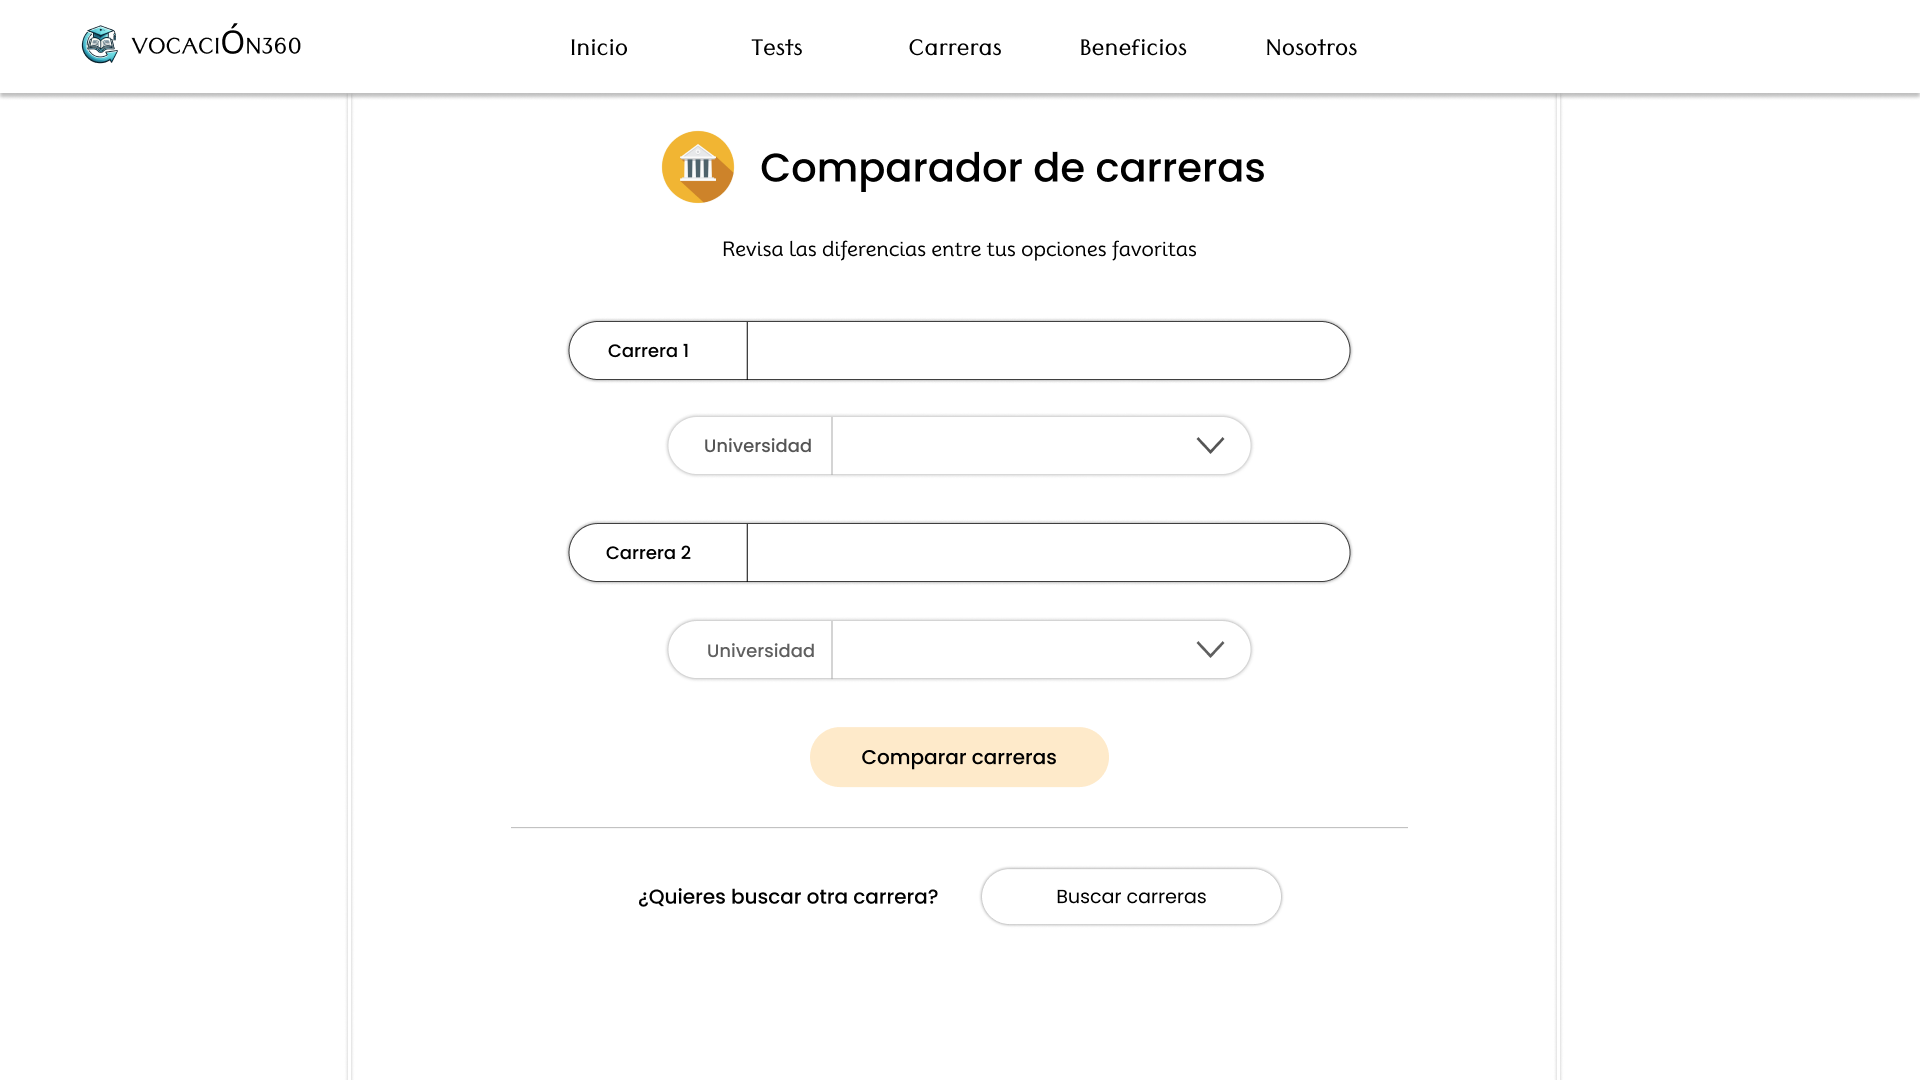 VOCACIÓN360
Inicio
Tests
Carreras
Beneficios
Nosotros
Comparador de carreras
Revisa las diferencias entre tus opciones favoritas
Carrera 1
Universidad
Carrera 2
Universidad
Comparar carreras
¿Quieres buscar otra carrera?
Buscar carreras